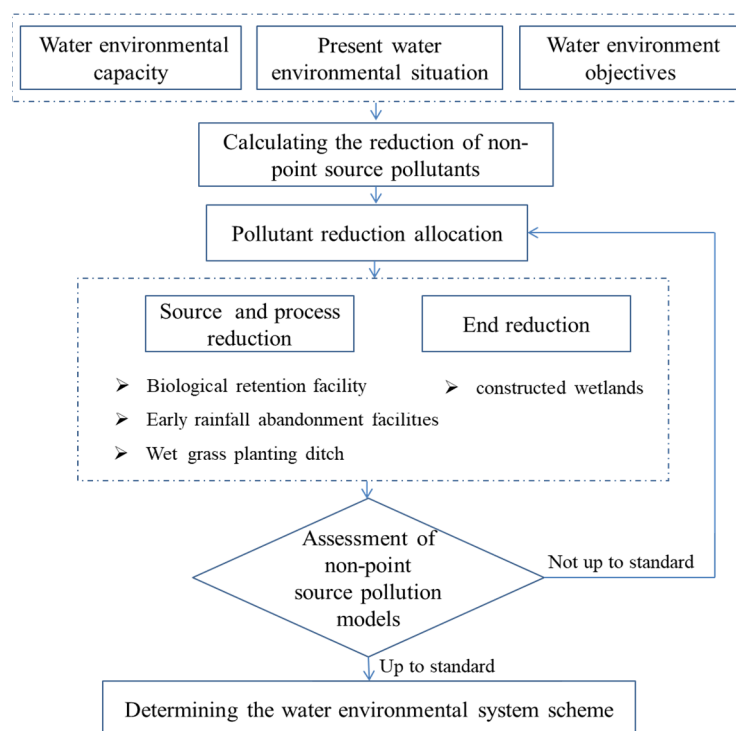 Water environmental
capacity
Present water
environmental situation
Water environment
objectives
Calculating the reduction of non-
point source pollutants
Pollutant reduction allocation
Source and process
reduction
End reduction
➢ Biological retention facility
➢ Early rainfall abandonment facilities
➢ Wet grass planting ditch
➢ constructed wetlands
Assessment of
non-point
source pollution
models
Not up to standard
Up to standard
Determining the water environmental system scheme